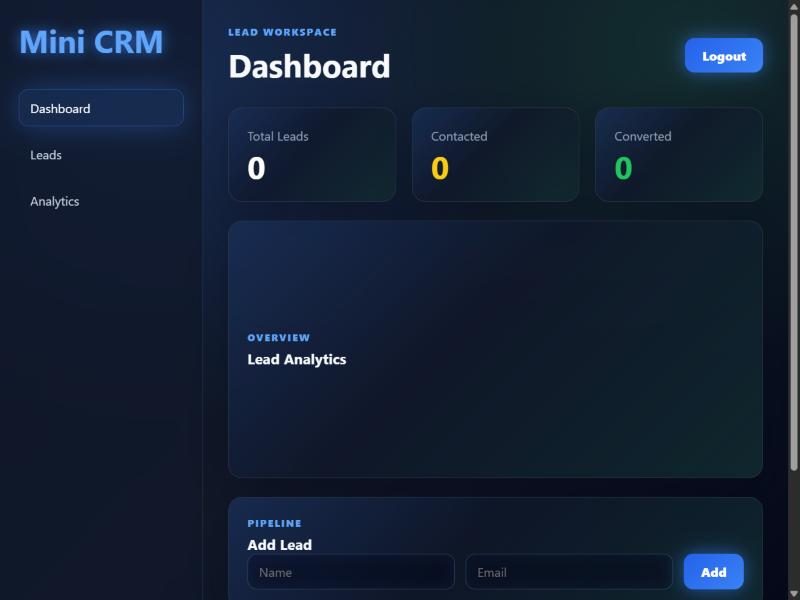 Mini CRM
Dashboard
Leads
Analytics
LEAD WORKSPACE
Dashboard
Logout
Total Leads
0
Contacted
0
Converted
0
OVERVIEW
Lead Analytics
PIPELINE
Add Lead
Name
Email
Add